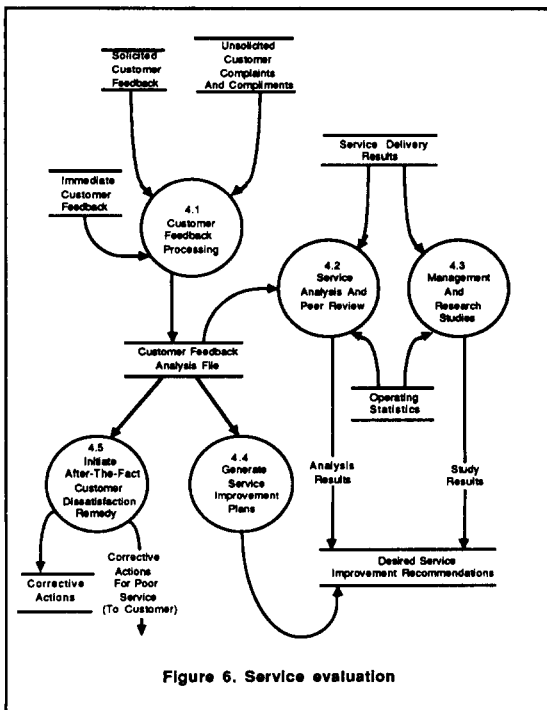 Solicited
Customer
Feedback
Unsolicited
Customer
Complaints
And Compliments
Immediate
Customer
Feedback
4.1
Customer
Feedback
Processing
Service Delivery
Results
4.2
Service
Analysis And
Peer Review
4.3
Management
And
Research
Studies
Customer Feedback
Analysis File
Operating
Statistics
4.5
Initiate
After-The-Fact
Customer
Dissatisfaction
Remedy
4.4
Generate
Service
Improvement
Plans
Analysis
Results
Study
Results
Corrective
Actions
Corrective
Actions
For Poor
Service
(To Customer)
Desired Service
Improvement Recommendations
Figure 6. Service evaluation